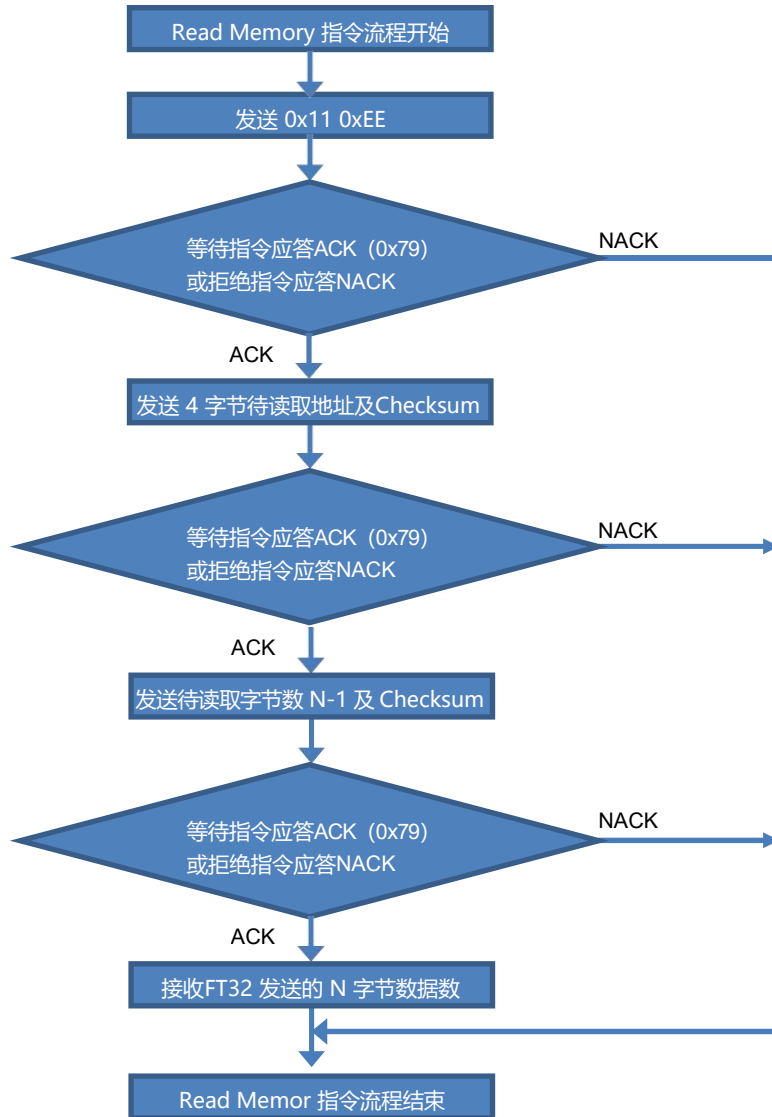 Read Memory 指令流程开始
发送 0x11 0xEE
等待指令应答ACK（0x79）
或拒绝指令应答NACK
NACK
ACK
发送 4 字节待读取地址及Checksum
等待指令应答ACK（0x79）
或拒绝指令应答NACK
NACK
ACK
发送待读取字节数 N-1 及 Checksum
等待指令应答ACK（0x79）
或拒绝指令应答NACK
NACK
ACK
接收FT32 发送的 N 字节数据数
Read Memor 指令流程结束